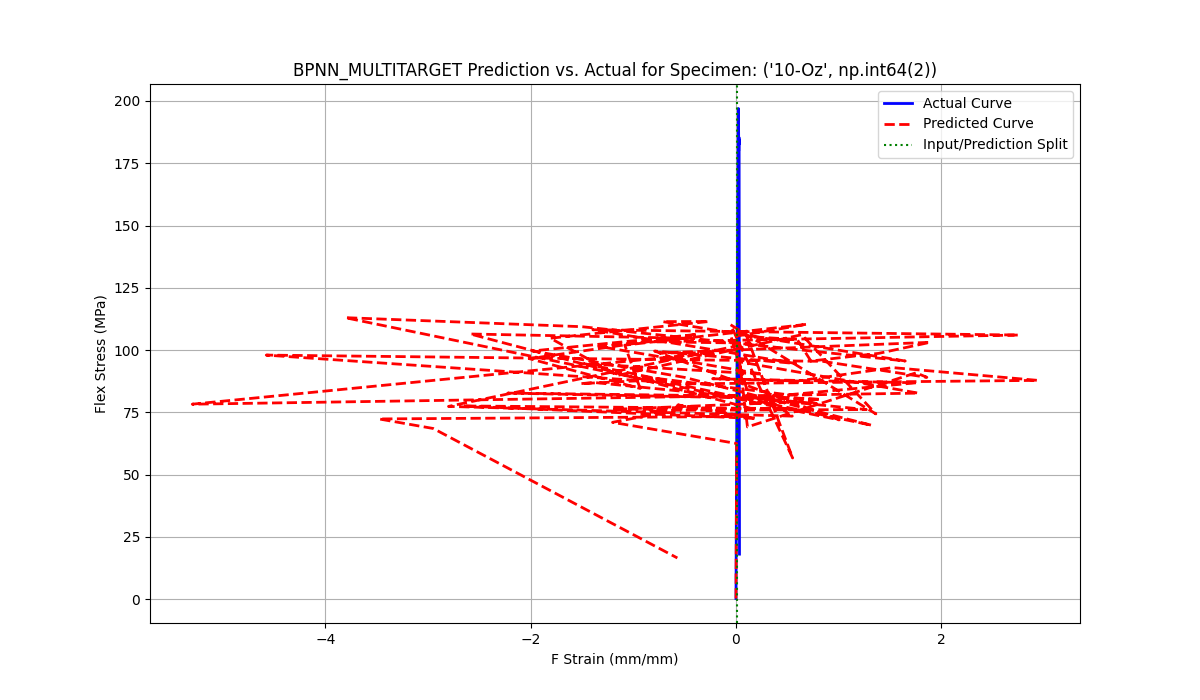 BPNN_MULTITARGET Prediction vs. Actual for Specimen: ('10-Oz', np.int64(2))
Actual Curve
Predicted Curve
Input/Prediction Split
200
175
150
125
100
75
50
25
0
Flex Stress (MPa)
−4
−2
0
2
F Strain (mm/mm)